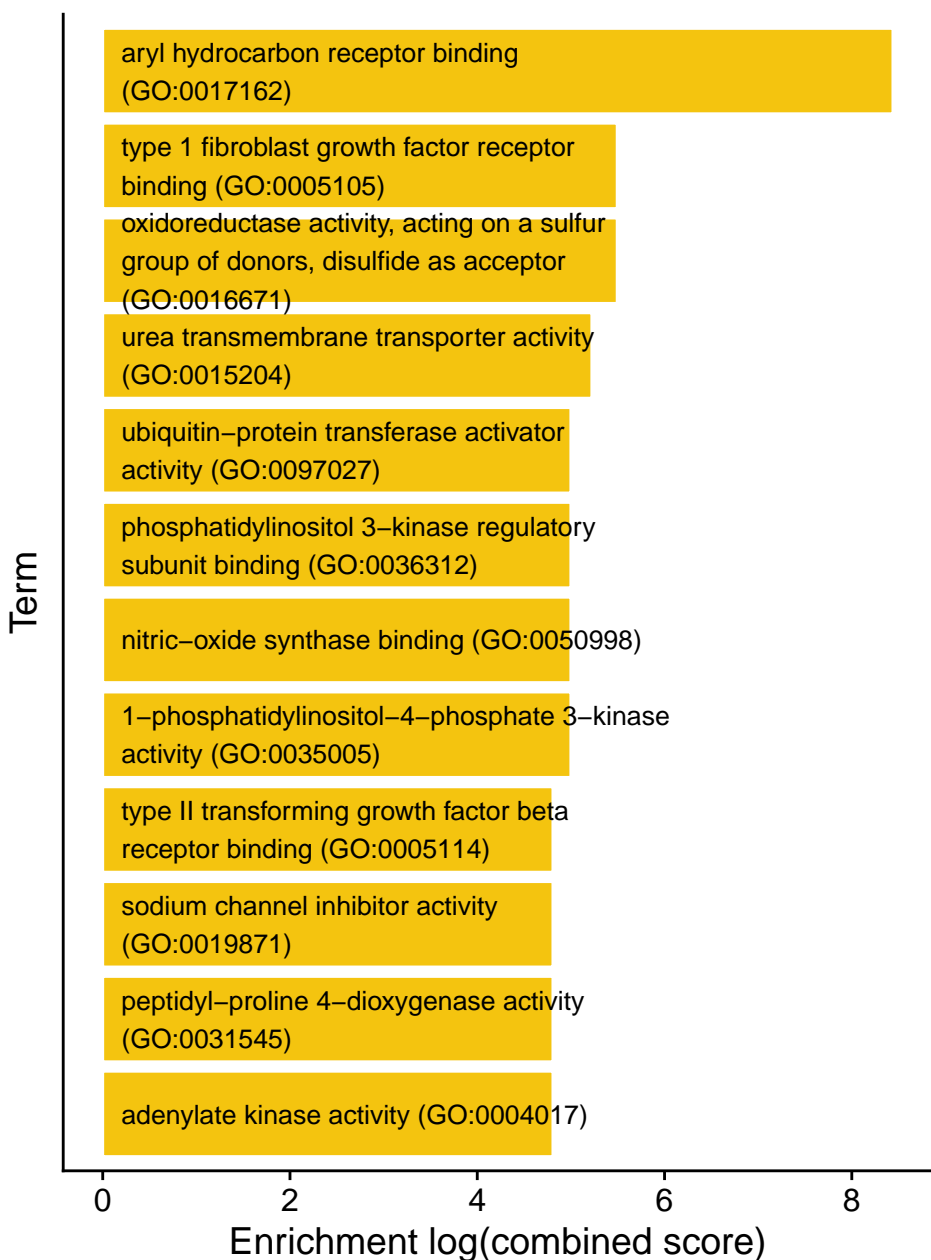 aryl hydrocarbon receptor binding
(GO:0017162)
type 1 fibroblast growth factor receptor
binding (GO:0005105)
oxidoreductase activity, acting on a sulfur
group of donors, disulfide as acceptor
(GO:0016671)
urea transmembrane transporter activity
(GO:0015204)
ubiquitin−protein transferase activator
activity (GO:0097027)
phosphatidylinositol 3−kinase regulatory
subunit binding (GO:0036312)
nitric−oxide synthase binding (GO:0050998)
1−phosphatidylinositol−4−phosphate 3−kinase
activity (GO:0035005)
type II transforming growth factor beta
receptor binding (GO:0005114)
sodium channel inhibitor activity
(GO:0019871)
peptidyl−proline 4−dioxygenase activity
(GO:0031545)
adenylate kinase activity (GO:0004017)
Term
0 2 4 6 8
Enrichment log(combined score)